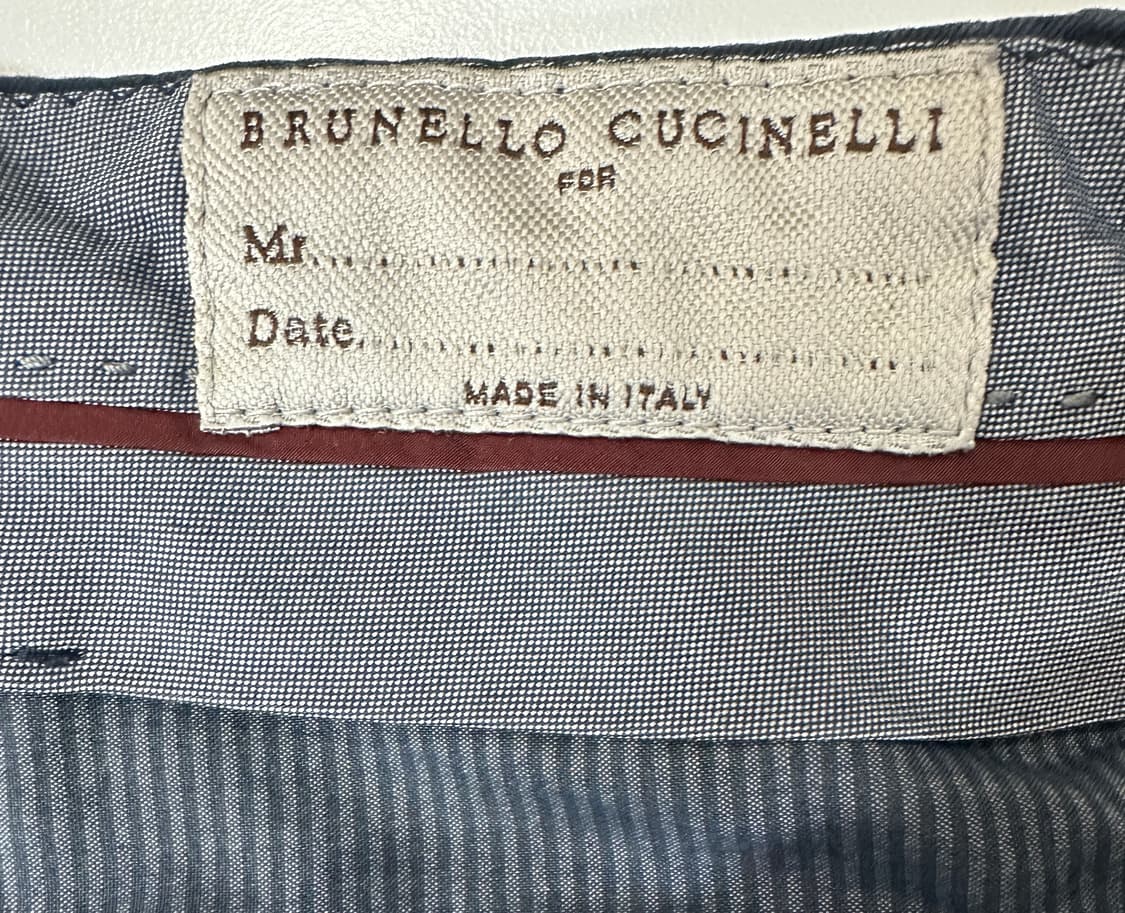 BRUNELLO CUCINELLI
FOR
Mr.................................
Date.................................
MADE IN ITALY